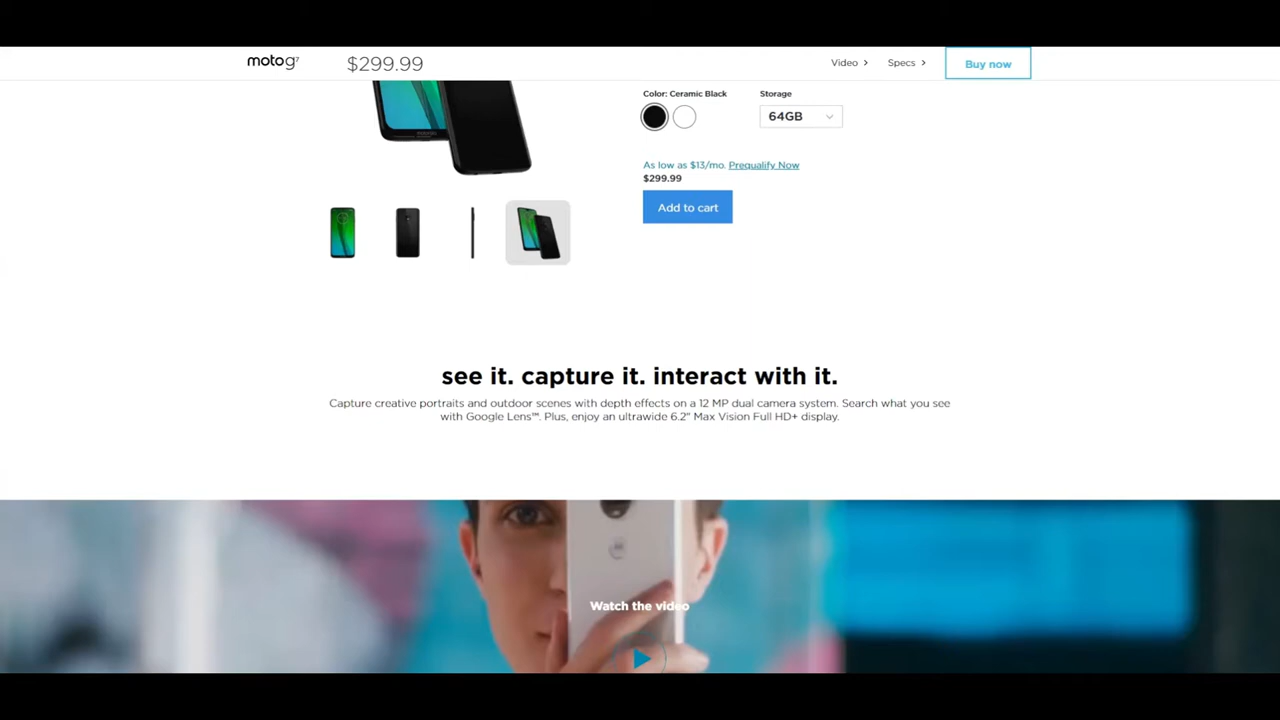 moto g⁷
$299.99
Video
Specs
Buy now
Color: Ceramic Black
Storage
64GB
As low as $13/mo. Prequalify Now
$299.99
Add to cart
see it. capture it. interact with it.
Capture creative portraits and outdoor scenes with depth effects on a 12 MP dual camera system. Search what you see
with Google Lens℠. Plus, enjoy an ultrawide 6.2" Max Vision Full HD+ display.
Watch the video